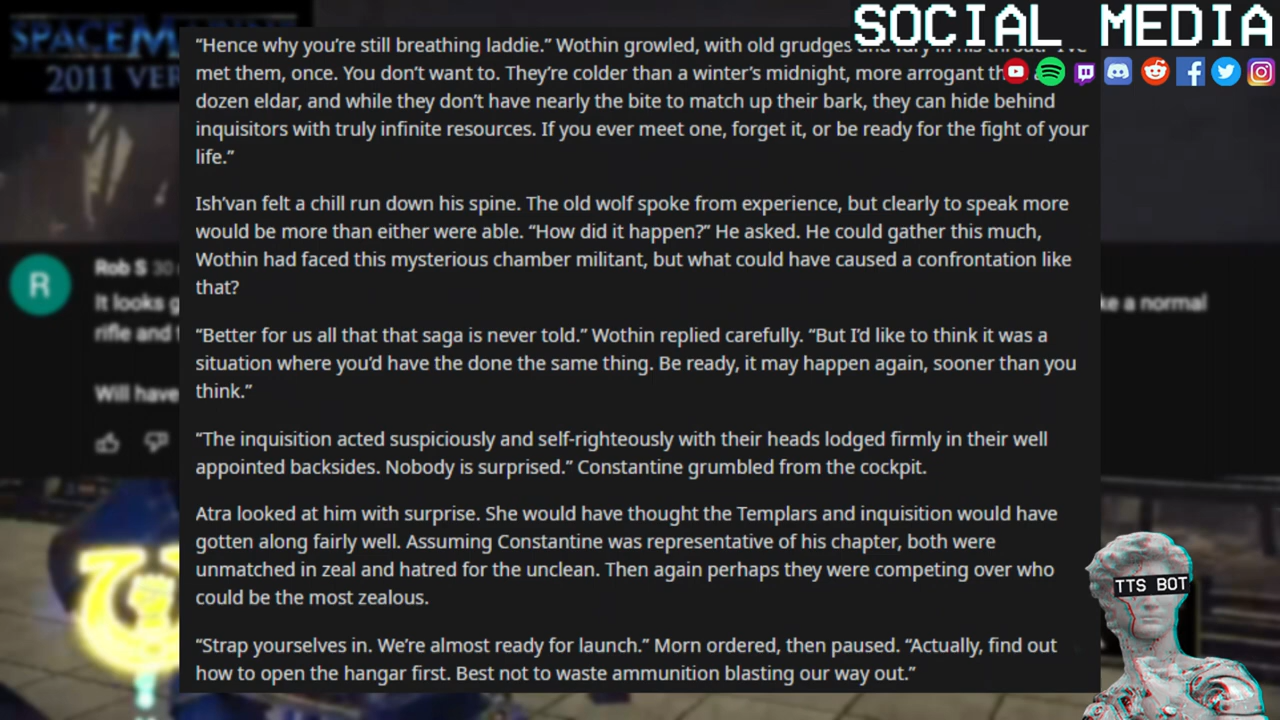 SOCIAL MEDIA
SPACE
2011 VER
“Hence why you’re still breathing laddie.” Wothin growled, with old grudges and fury in his throat. “I’ve
met them, once. You don’t want to. They’re colder than a winter’s midnight, more arrogant
dozen eldar, and while they don’t have nearly the bite to match up their bark, they can hide behind
inquisitors with truly infinite resources. If you ever meet one, forget it, or be ready for the fight of your
life.”
Ish’van felt a chill run down his spine. The old wolf spoke from experience, but clearly to speak more
would be more than either were able. “How did it happen?” He asked. He could gather this much,
Wothin had faced this mysterious chamber militant, but what could have caused a confrontation like
that?
“Better for us all that that saga is never told.” Wothin replied carefully. “But I’d like to think it was a
situation where you’d have the done the same thing. Be ready, it may happen again, sooner than you
think.”
“The inquisition acted suspiciously and self-righteously with their heads lodged firmly in their well
appointed backsides. Nobody is surprised.” Constantine grumbled from the cockpit.
Atra looked at him with surprise. She would have thought the Templars and inquisition would have
gotten along fairly well. Assuming Constantine was representative of his chapter, both were
unmatched in zeal and hatred for the unclean. Then again perhaps they were competing over who
could be the most zealous.
“Strap yourselves in. We’re almost ready for launch.” Morn ordered, then paused. “Actually, find out
how to open the hangar first. Best not to waste ammunition blasting our way out.”
R
Rob S 30
It looks
rifle and
Will have
a normal
TTS BOT